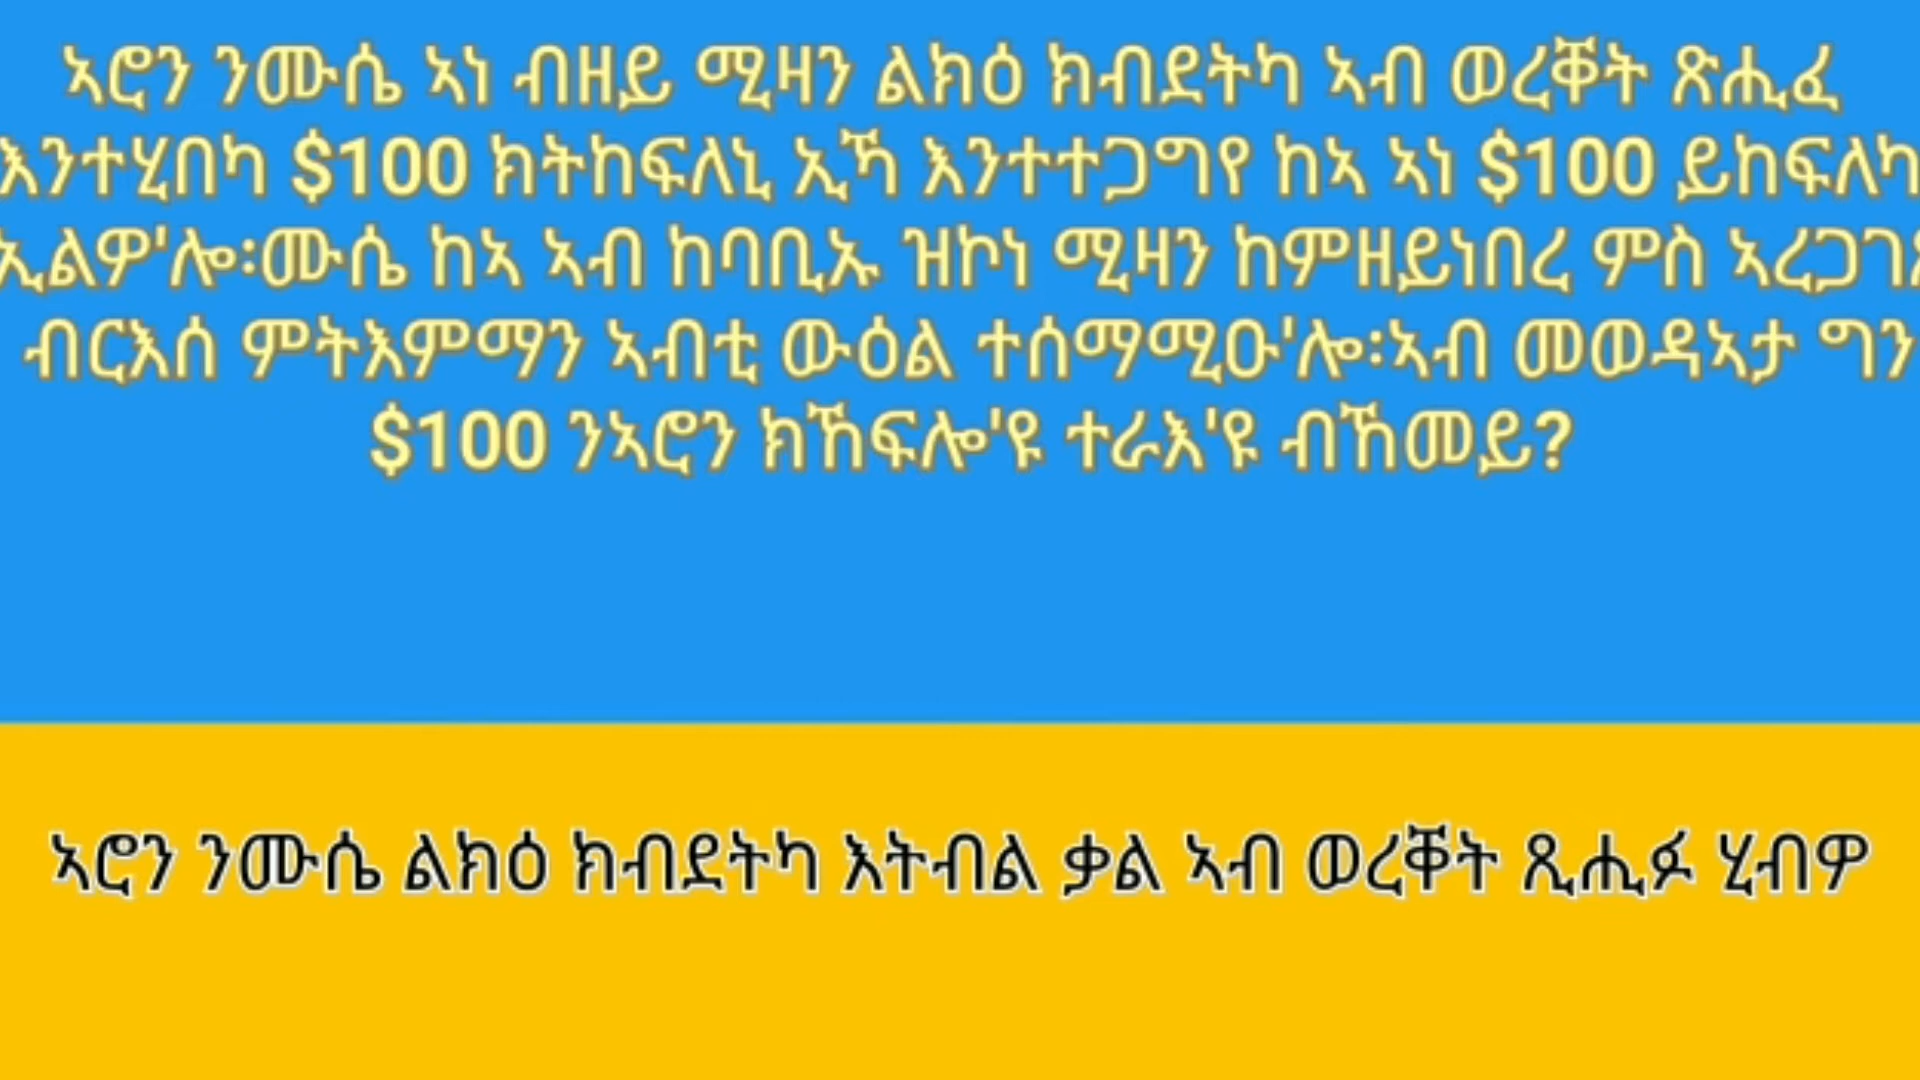 ኣሮን ንሙሴ ኣነ ብዘይ ሚዛን ልክዕ ክብደትካ ኣብ ወረቐት ጽሒፈ
እንተሂበካ $100 ክትከፍለኒ ኢኻ እንተተጋግየ ከኣ ኣነ $100 ይከፍለካ
ኢልዎ'ሎ፡ሙሴ ከኣ ኣብ ከባቢኡ ዝኮነ ሚዛን ከምዘይነበረ ምስ
ብርእሰ ምትእምማን ኣብቲ ውዕል ተሰማሚዑ'ሎ፡ኣብ መወዳኣታ ግን
$100 ንኣሮን ክኸፍሎ'ዩ ተራእ'ዩ ብኸመይ?
ኣሮን ንሙሴ ልክዕ ክብደትካ እትብል ቃል ኣብ ወረቐት ጺሒፉ ሂብዎ